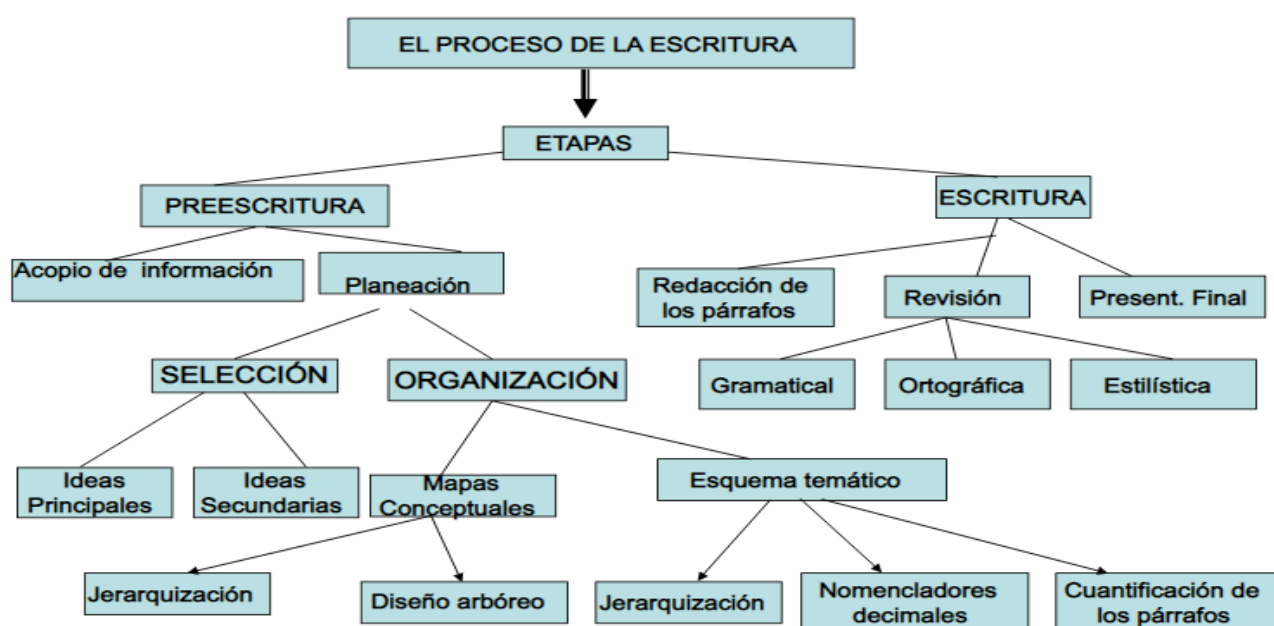 EL PROCESO DE LA ESCRITURA
ETAPAS
PREESCRITURA
ESCRITURA
Acopio de información
Planeación
Redacción de
los párrafos
Revisión
Present. Final
SELECCIÓN
ORGANIZACIÓN
Gramatical
Ortográfica
Estilística
Ideas
Principales
Ideas
Secundarias
Mapas
Conceptuales
Esquema temático
Jerarquización
Diseño arbóreo
Jerarquización
Nomencladores
decimales
Cuantificación de
los párrafos